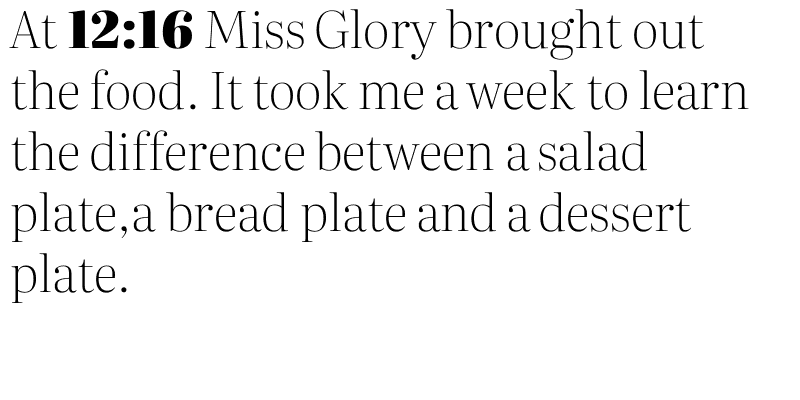 At 12:16 Miss Glory brought out
the food. It took me a week to learn
the difference between a salad
plate,a bread plate and a dessert
plate.